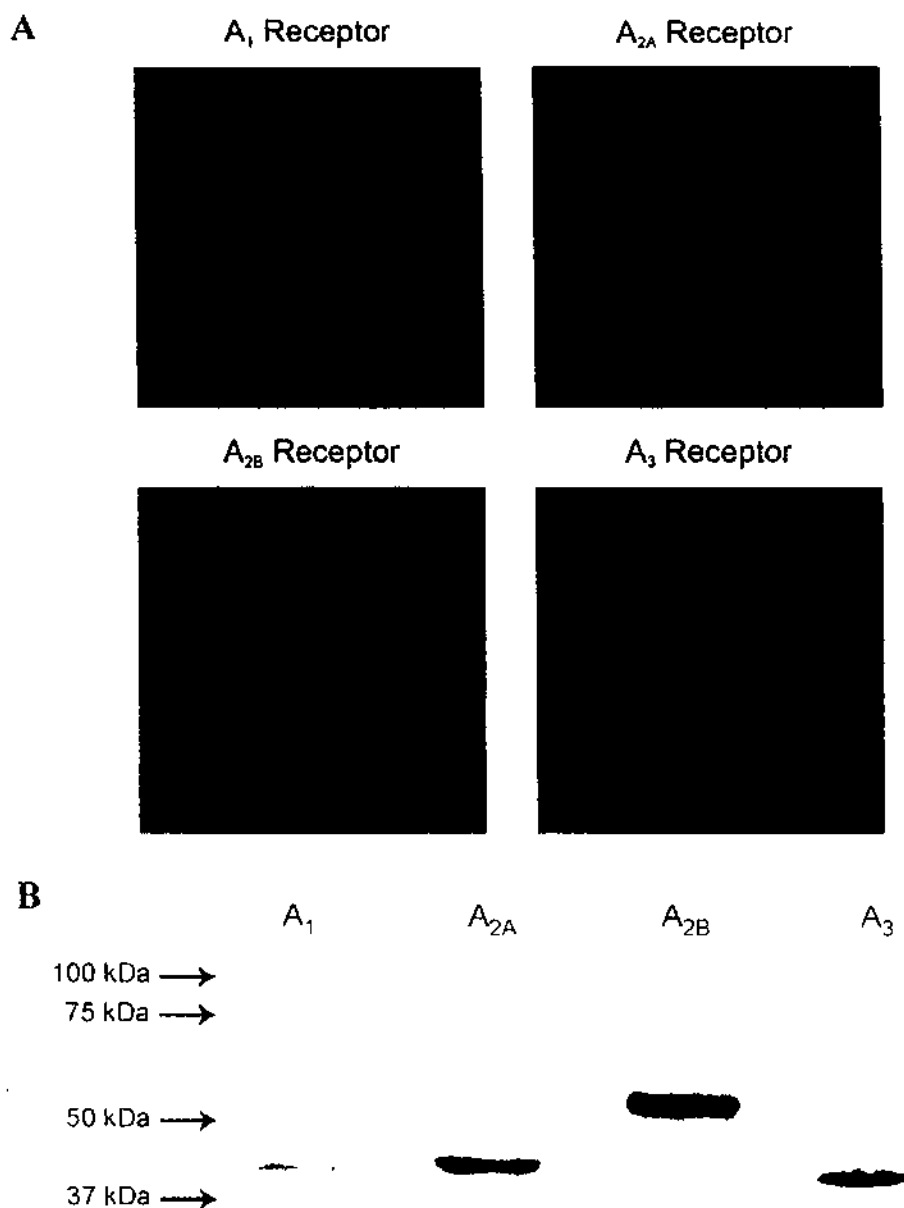 A
A₁ Receptor
A₂A Receptor
A₂B Receptor
A₃ Receptor
B
A₁
A₂A
A₂B
A₃
100 kDa
75 kDa
50 kDa
37 kDa